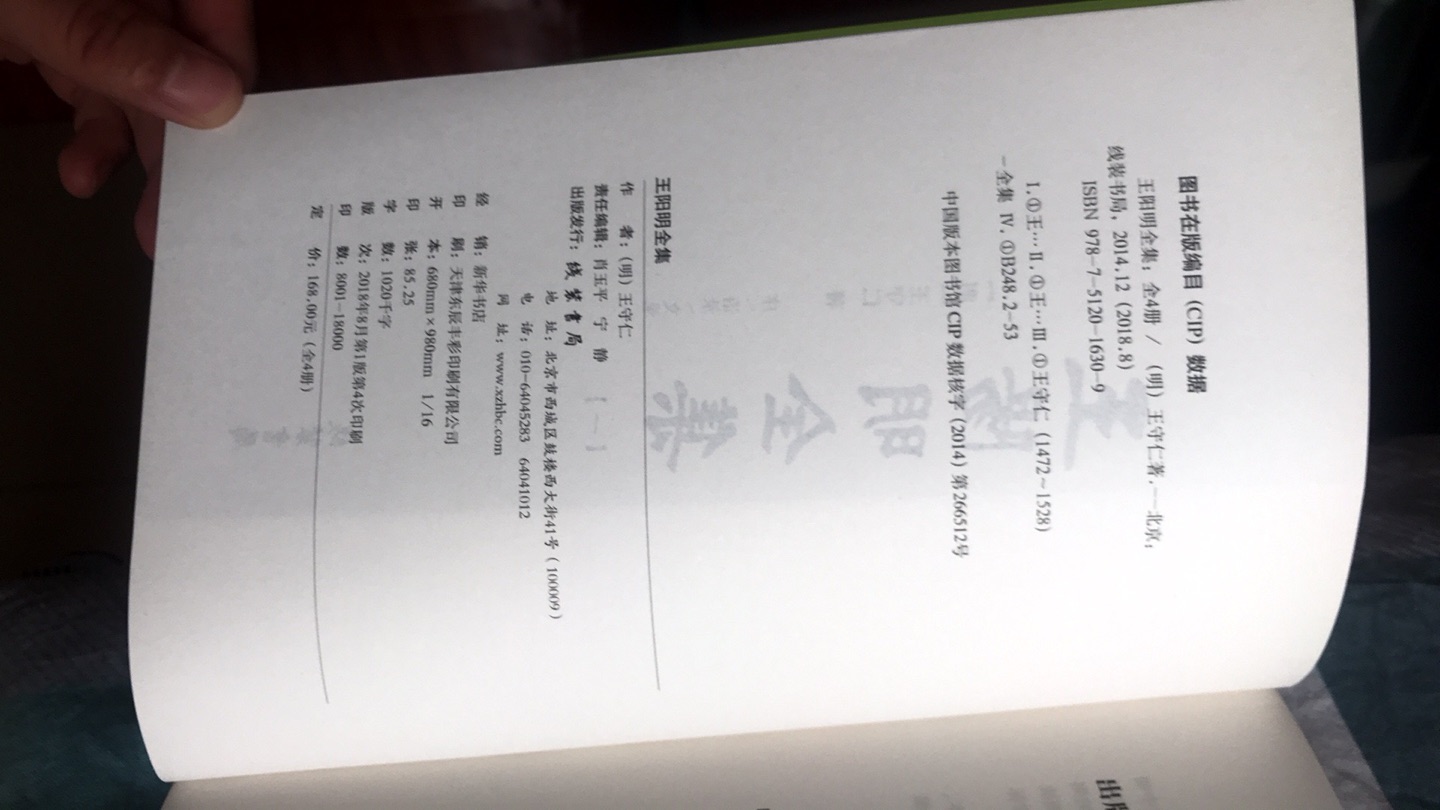 图书在版编目（CIP）数据
王阳明全集：全4册 / （明）王守仁著．—北京：
线装书局，2014.12（2018.8）
ISBN 978-7-5120-1630-9
Ⅰ.①王… Ⅱ.①王… Ⅲ.①王守仁（1472~1528）
－全集 Ⅳ.①B248.2-53
中国版本图书馆CIP数据核字（2014）第266512号
王阳明全集
作　　者：（明）王守仁
责任编辑：肖玉平　宁　静
出版发行：线装书局
地　址：北京市西城区鼓楼西大街41号（100009）
电　话：010-64045283　64041012
网　址：www.xzhbc.com
经　　销：新华书店
印　　刷：天津东辰丰彩印刷有限公司
开　　本：680mm×980mm　1/16
印　　张：85.25
字　　数：1020千字
版　　次：2018年8月第1版第4次印刷
印　　数：8001-18000
定　　价：168.00元（全4册）